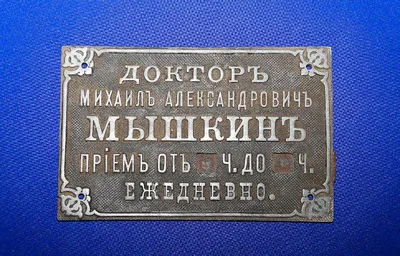 ДОКТОРЪ
МИХАИЛЪ АЛЕКСАНДРОВИЧЪ
МЫШКИНЪ
ПРІЕМЪ ОТЪ Ч. ДО Ч.
ЕЖЕДНЕВНО.